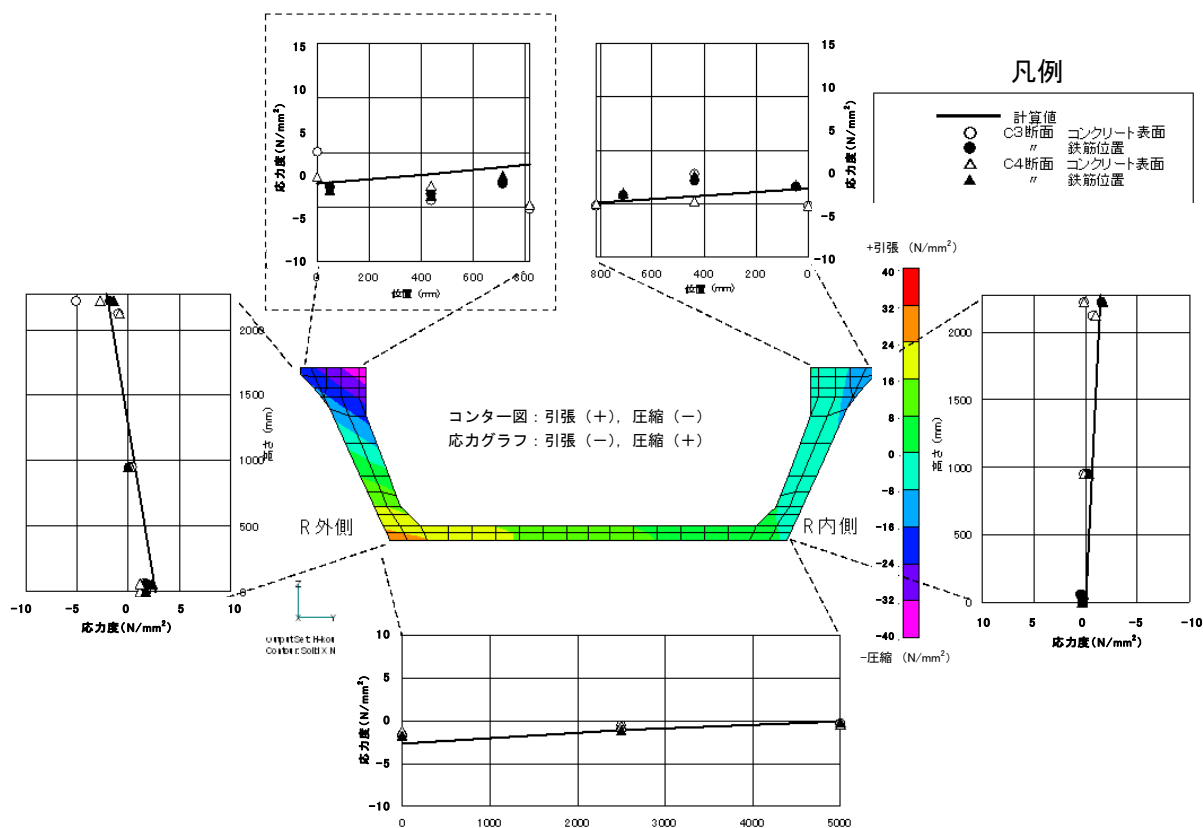 15
10
5
0
-5
-10
応力度(N/mm²)
0
200
400
600
800
位置 (mm)
15
10
5
0
-5
-10
応力度(N/mm²)
800
600
400
200
0
位置 (mm)
凡例
計算値
C3断面 コンクリート表面
〃 鉄筋位置
C4断面 コンクリート表面
〃 鉄筋位置
+引張 (N/mm²)
40
32
24
16
8
0
-8
-16
-24
-32
-40
-圧縮 (N/mm²)
2000
1500
1000
500
0
高さ(mm)
-10
-5
0
5
10
応力度(N/mm²)
コンター図:引張(+),圧縮(-)
応力グラフ:引張(-),圧縮(+)
R外側
R内側
2000
1500
1000
500
0
高さ(mm)
10
5
0
-5
-10
応力度(N/mm²)
Z
X
Y
10
5
0
-5
-10
応力度(N/mm²)
0
1000
2000
3000
4000
5000